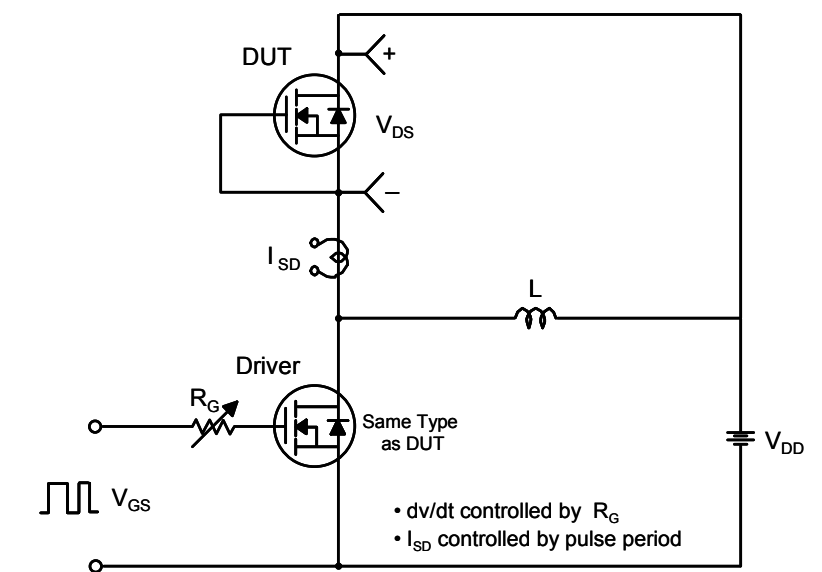 DUT
+
V_DS
–
I_SD
L
Driver
R_G
Same Type
as DUT
V_DD
V_GS
• dv/dt controlled by R_G
• I_SD controlled by pulse period